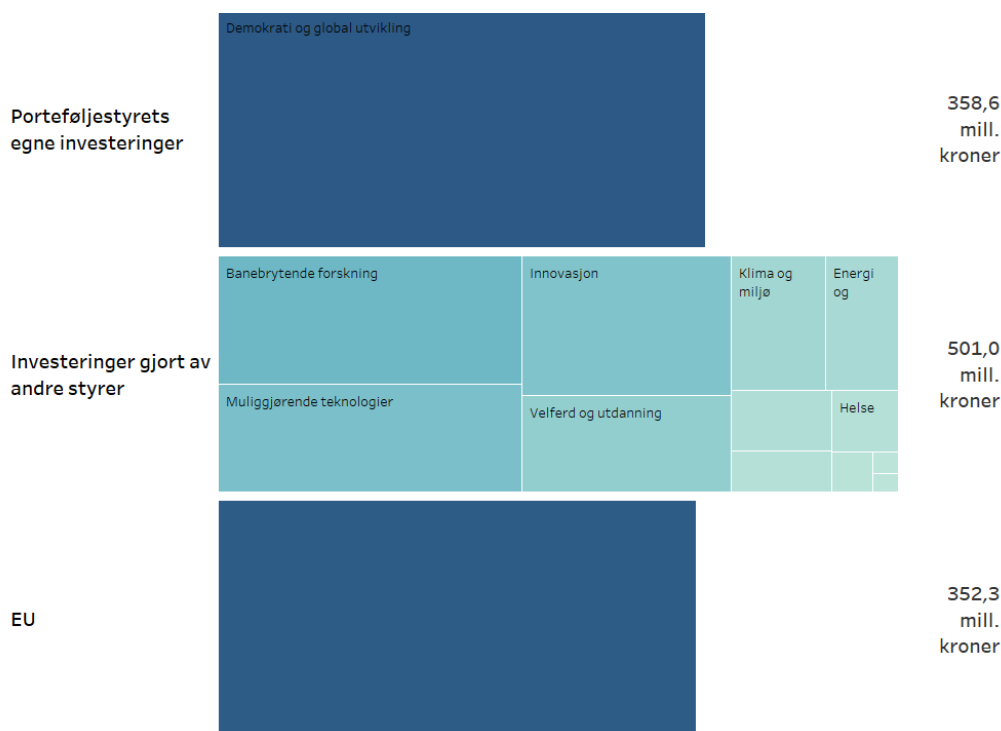 Demokrati og global utvikling
Porteføljestyrets
egne investeringer
358,6
mill.
kroner
Banebrytende forskning
Innovasjon
Klima og
miljø
Energi
og
Muliggjørende teknologier
Velferd og utdanning
Helse
Investeringer gjort av
andre styrer
501,0
mill.
kroner
EU
352,3
mill.
kroner